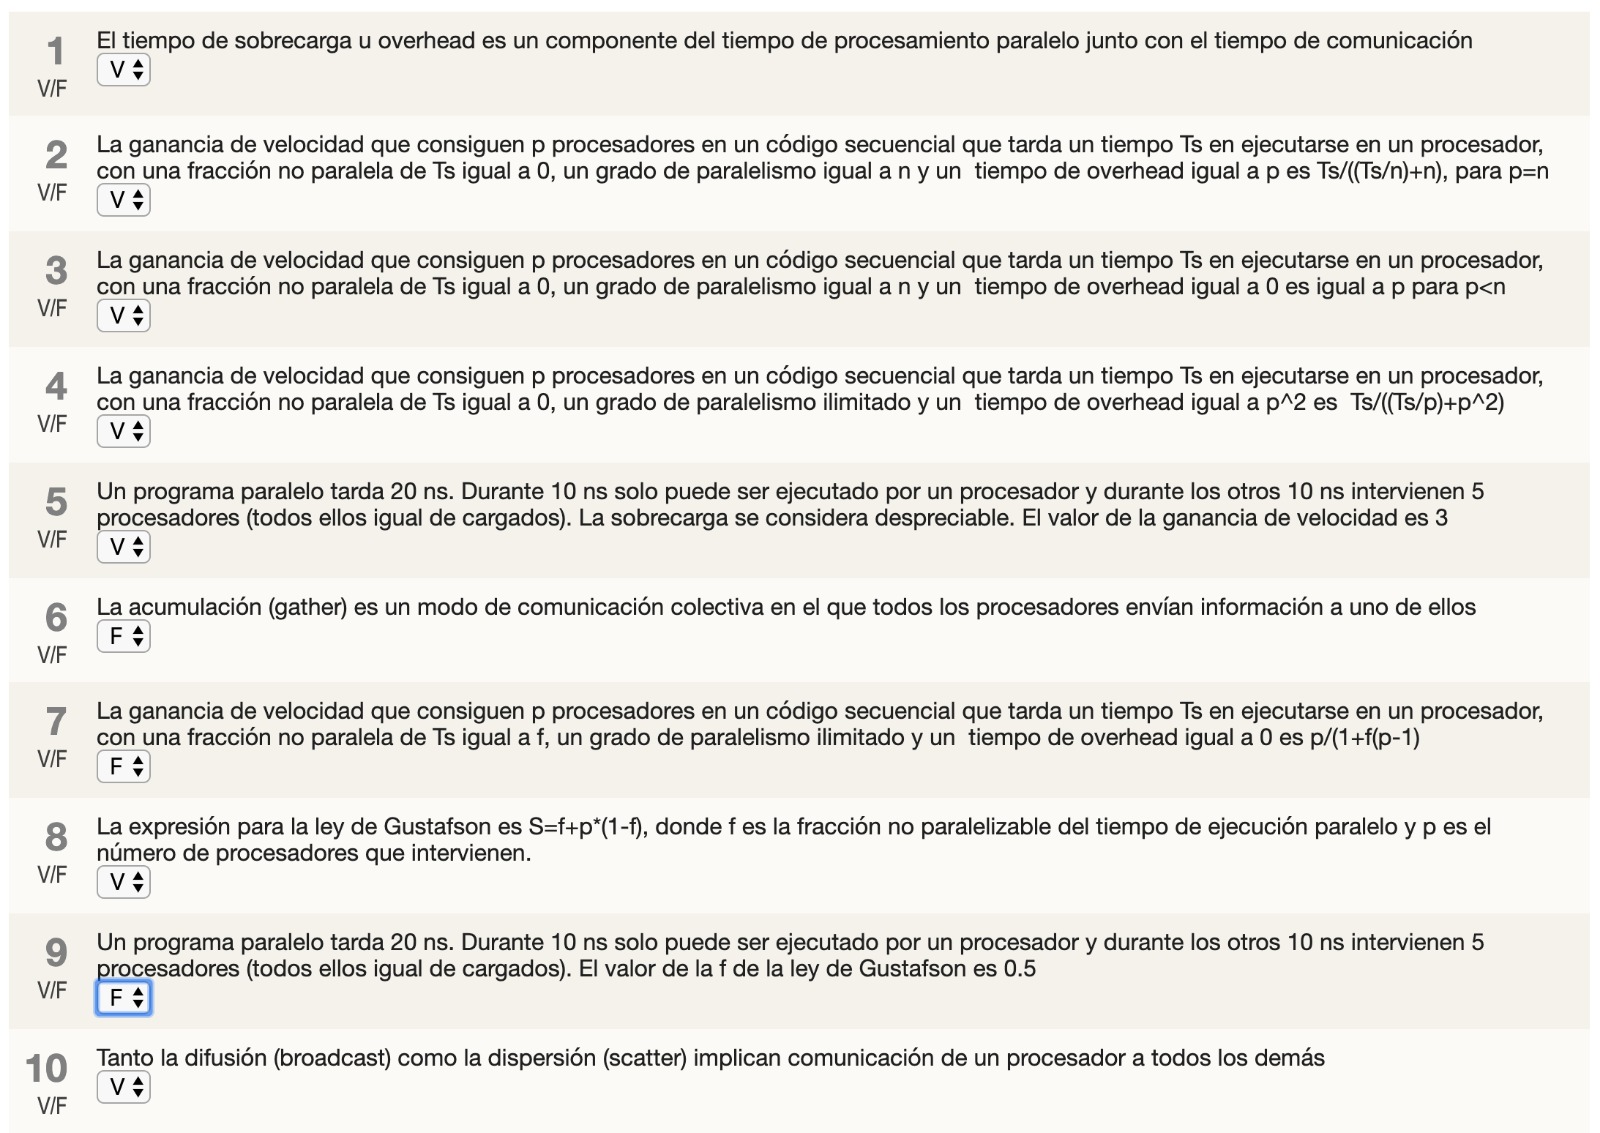 1
V/F
El tiempo de sobrecarga u overhead es un componente del tiempo de procesamiento paralelo junto con el tiempo de comunicación
V
2
V/F
La ganancia de velocidad que consiguen p procesadores en un código secuencial que tarda un tiempo Ts en ejecutarse en un procesador,
con una fracción no paralela de Ts igual a 0, un grado de paralelismo igual a n y un tiempo de overhead igual a p es Ts/((Ts/n)+n), para p=n
V
3
V/F
La ganancia de velocidad que consiguen p procesadores en un código secuencial que tarda un tiempo Ts en ejecutarse en un procesador,
con una fracción no paralela de Ts igual a 0, un grado de paralelismo igual a n y un tiempo de overhead igual a 0 es igual a p para p<n
V
4
V/F
La ganancia de velocidad que consiguen p procesadores en un código secuencial que tarda un tiempo Ts en ejecutarse en un procesador,
con una fracción no paralela de Ts igual a 0, un grado de paralelismo ilimitado y un tiempo de overhead igual a p^2 es Ts/((Ts/p)+p^2)
V
5
V/F
Un programa paralelo tarda 20 ns. Durante 10 ns solo puede ser ejecutado por un procesador y durante los otros 10 ns intervienen 5
procesadores (todos ellos igual de cargados). La sobrecarga se considera despreciable. El valor de la ganancia de velocidad es 3
V
6
V/F
La acumulación (gather) es un modo de comunicación colectiva en el que todos los procesadores envían información a uno de ellos
F
7
V/F
La ganancia de velocidad que consiguen p procesadores en un código secuencial que tarda un tiempo Ts en ejecutarse en un procesador,
con una fracción no paralela de Ts igual a f, un grado de paralelismo ilimitado y un tiempo de overhead igual a 0 es p/(1+f(p-1)
F
8
V/F
La expresión para la ley de Gustafson es S=f+p*(1-f), donde f es la fracción no paralelizable del tiempo de ejecución paralelo y p es el
número de procesadores que intervienen.
V
9
V/F
Un programa paralelo tarda 20 ns. Durante 10 ns solo puede ser ejecutado por un procesador y durante los otros 10 ns intervienen 5
procesadores (todos ellos igual de cargados). El valor de la f de la ley de Gustafson es 0.5
F
10
V/F
Tanto la difusión (broadcast) como la dispersión (scatter) implican comunicación de un procesador a todos los demás
V